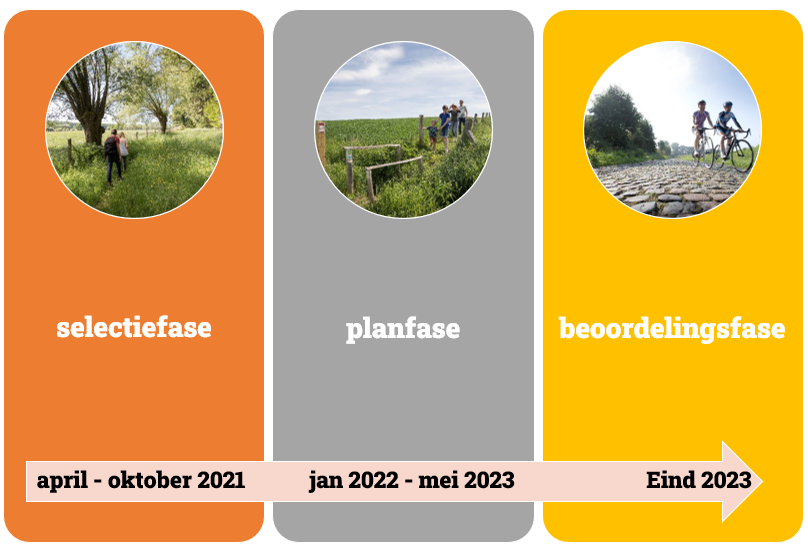 selectiefase
planfase
beoordelingsfase
april - oktober 2021
jan 2022 - mei 2023
Eind 2023